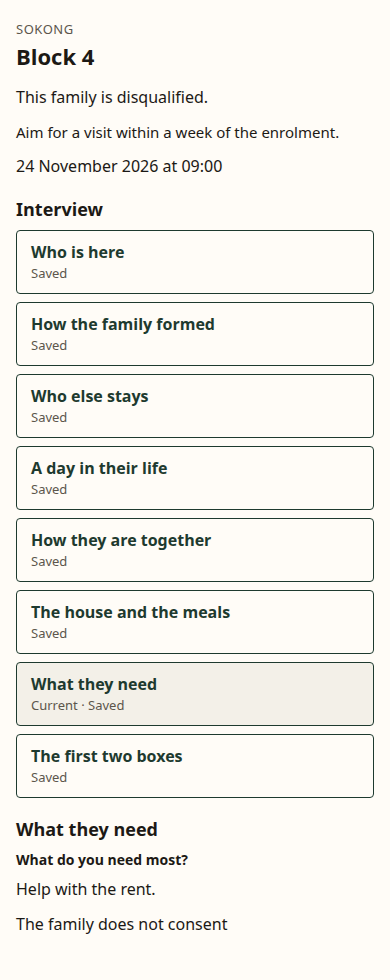 SOKONG
Block 4
This family is disqualified.
Aim for a visit within a week of the enrolment.
24 November 2026 at 09:00
Interview
Who is here
Saved
How the family formed
Saved
Who else stays
Saved
A day in their life
Saved
How they are together
Saved
The house and the meals
Saved
What they need
Current · Saved
The first two boxes
Saved
What they need
What do you need most?
Help with the rent.
The family does not consent